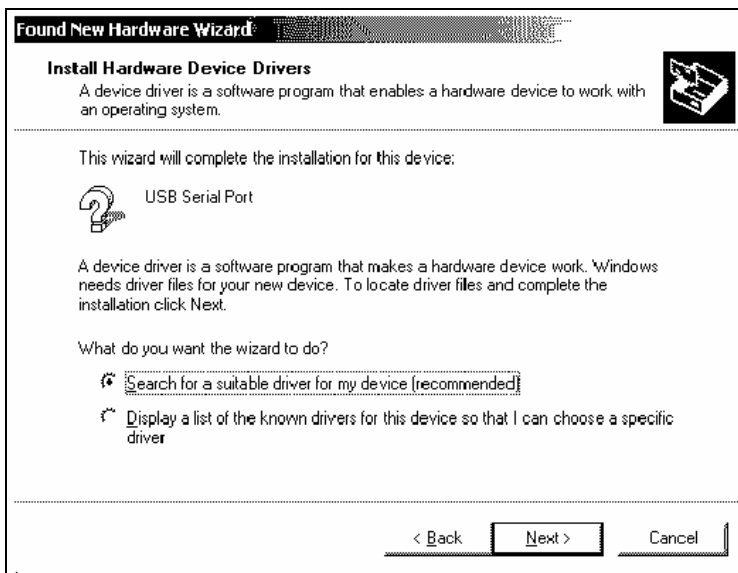 Found New Hardware Wizard
Install Hardware Device Drivers
A device driver is a software program that enables a hardware device to work with
an operating system.
This wizard will complete the installation for this device:
USB Serial Port
A device driver is a software program that makes a hardware device work. Windows
needs driver files for your new device. To locate driver files and complete the
installation click Next.
What do you want the wizard to do?
Search for a suitable driver for my device (recommended)
Display a list of the known drivers for this device so that I can choose a specific
driver
< Back Next > Cancel